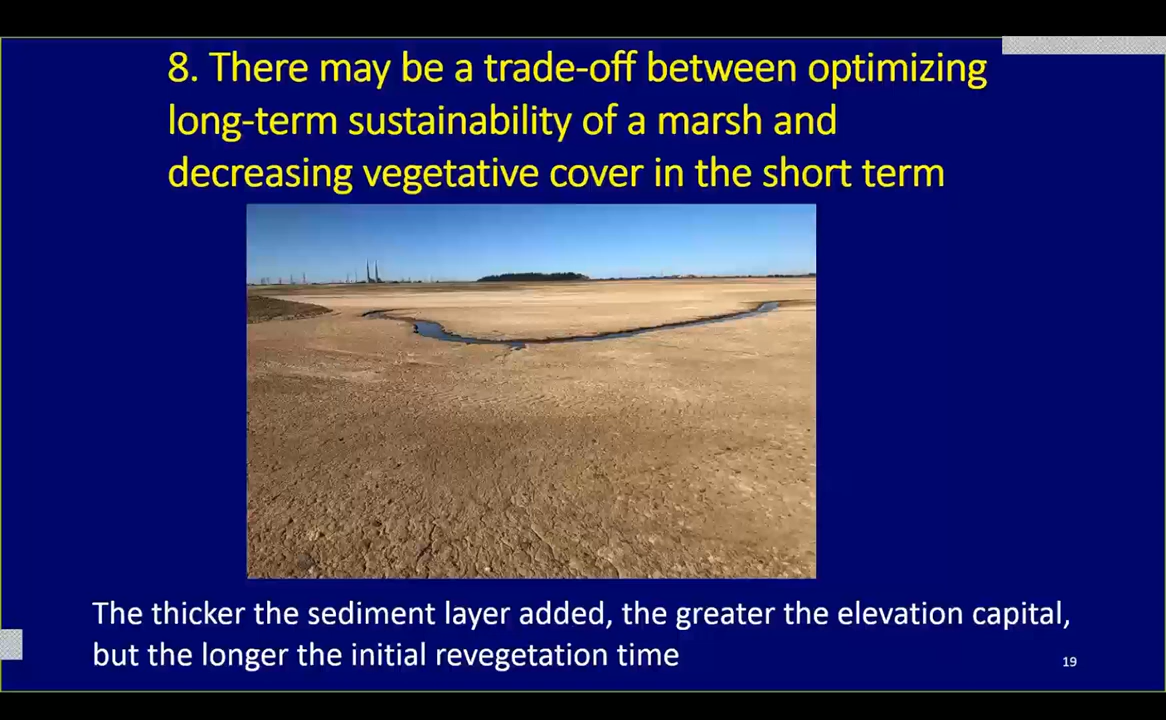 8. There may be a trade-off between optimizing
long-term sustainability of a marsh and
decreasing vegetative cover in the short term
The thicker the sediment layer added, the greater the elevation capital,
but the longer the initial revegetation time
19